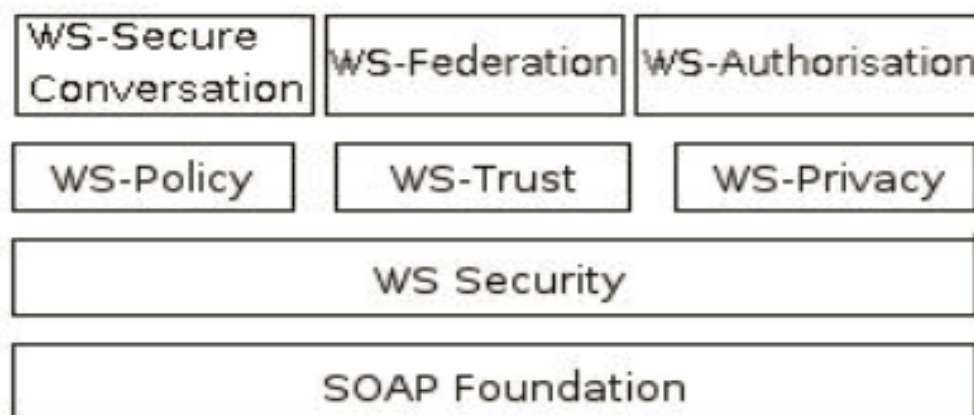 WS-Secure
Conversation
WS-Federation
WS-Authorisation
WS-Policy
WS-Trust
WS-Privacy
WS Security
SOAP Foundation